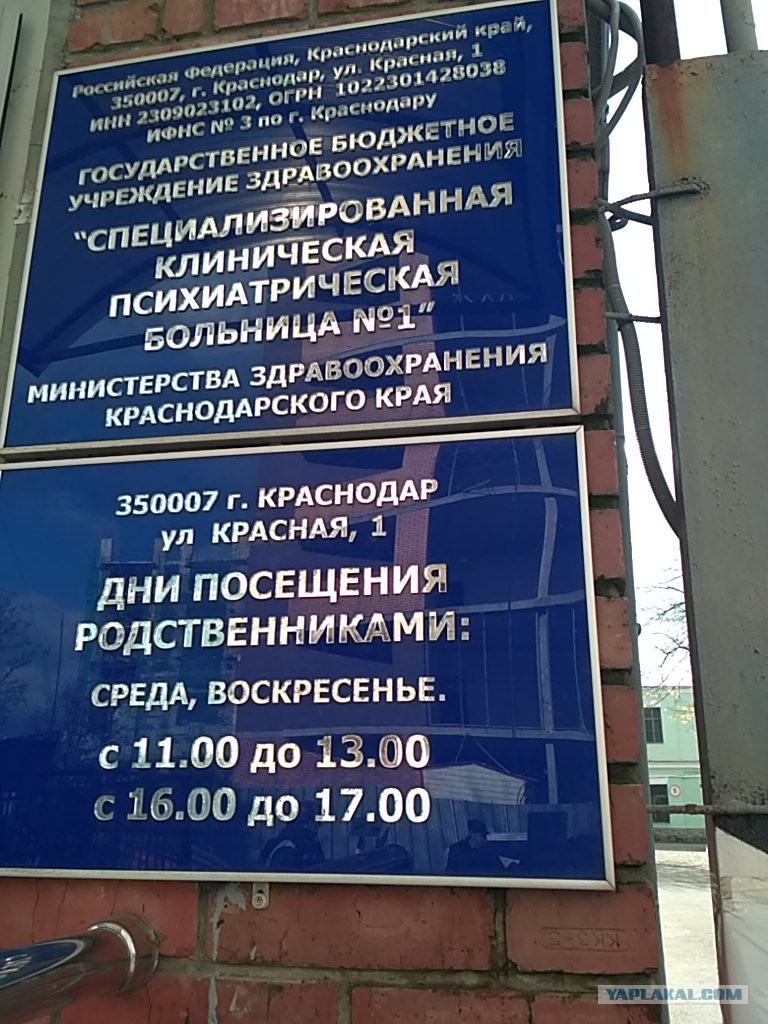 Российская Федерация, Краснодарский край,
350007, г. Краснодар, ул. Красная, 1
ИНН 2309023102, ОГРН 1022301428038
ИФНС № 3 по г. Краснодару
ГОСУДАРСТВЕННОЕ БЮДЖЕТНОЕ
УЧРЕЖДЕНИЕ ЗДРАВООХРАНЕНИЯ
"СПЕЦИАЛИЗИРОВАННАЯ
КЛИНИЧЕСКАЯ
ПСИХИАТРИЧЕСКАЯ
БОЛЬНИЦА №1"
МИНИСТЕРСТВА ЗДРАВООХРАНЕНИЯ
КРАСНОДАРСКОГО КРАЯ
350007 г. КРАСНОДАР
ул КРАСНАЯ, 1
ДНИ ПОСЕЩЕНИЯ
РОДСТВЕННИКАМИ:
СРЕДА, ВОСКРЕСЕНЬЕ.
с 11.00 до 13.00
с 16.00 до 17.00
YAPLAKAL.COM